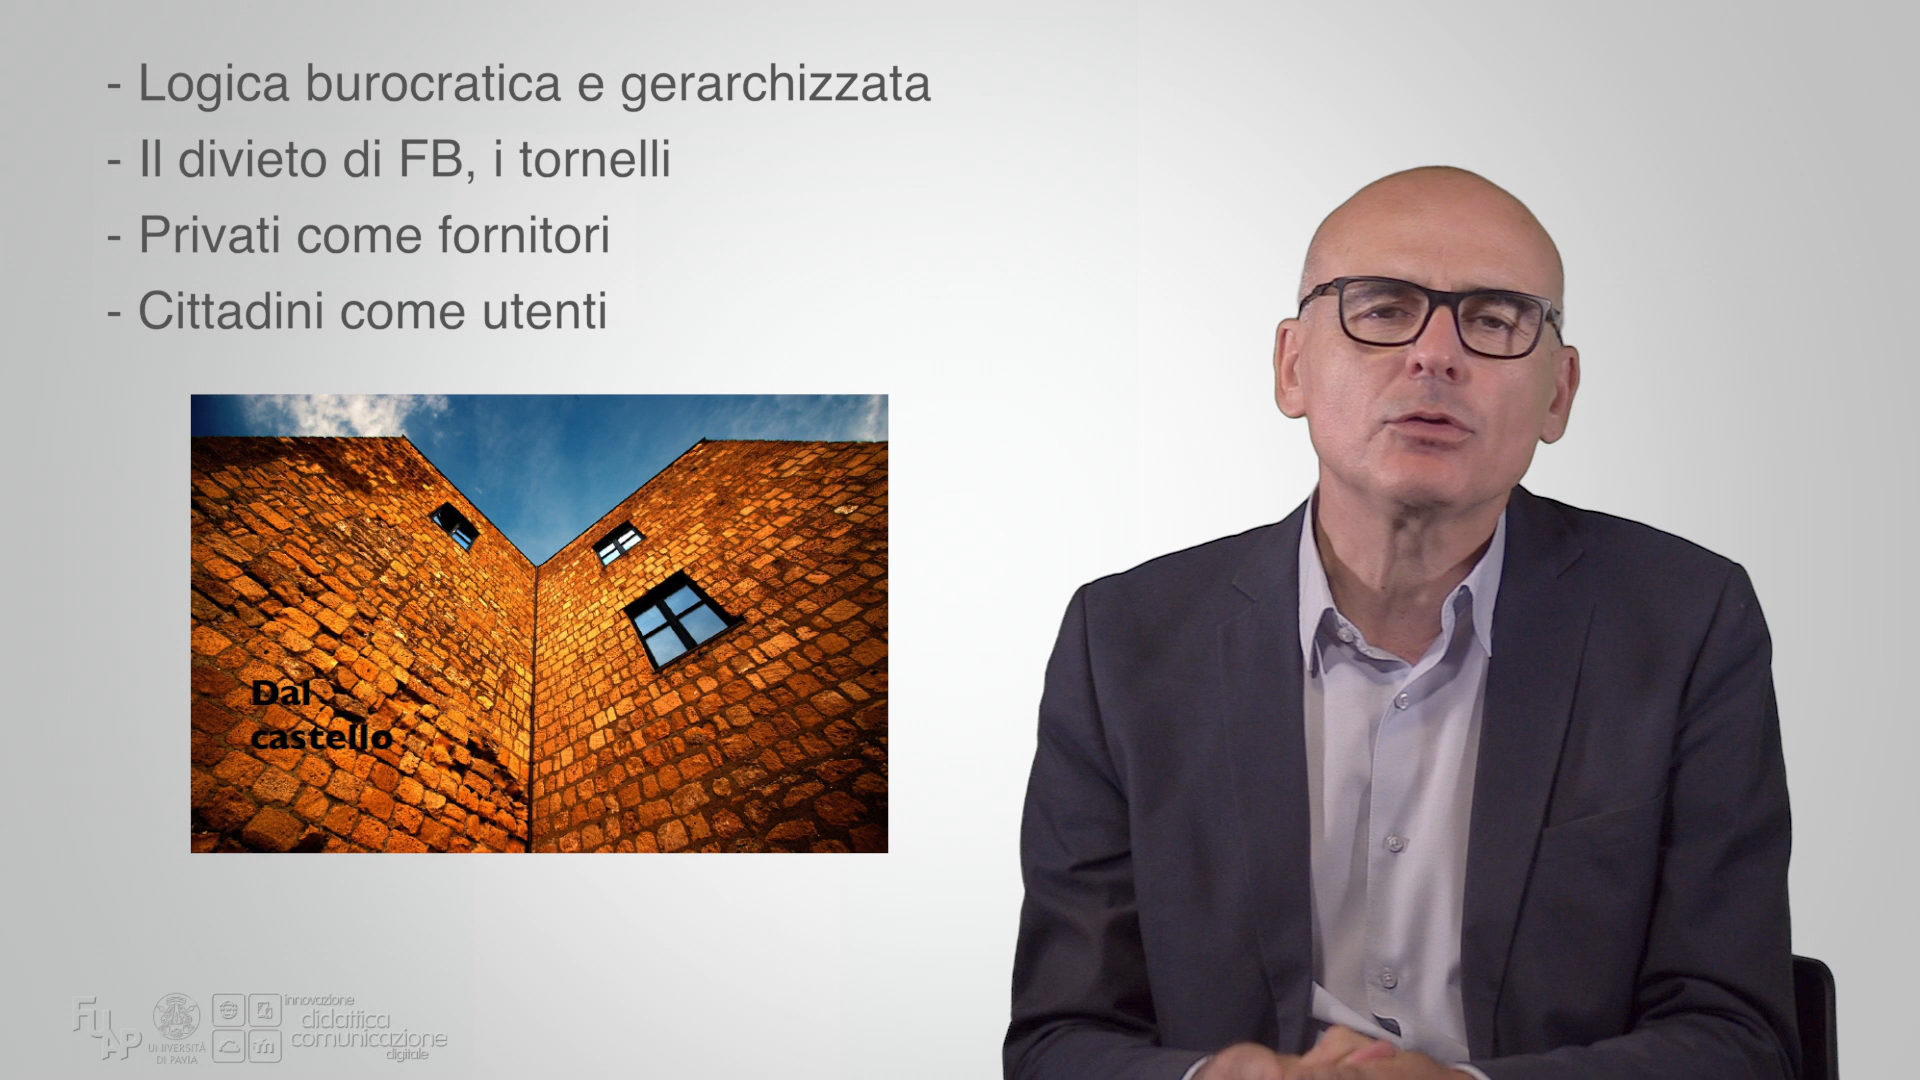 - Logica burocratica e gerarchizzata
- Il divieto di FB, i tornelli
- Privati come fornitori
- Cittadini come utenti
Dal
castello
UNIVERSITÀ
DI PAVIA
innovazione
didattica
comunicazione
digitale